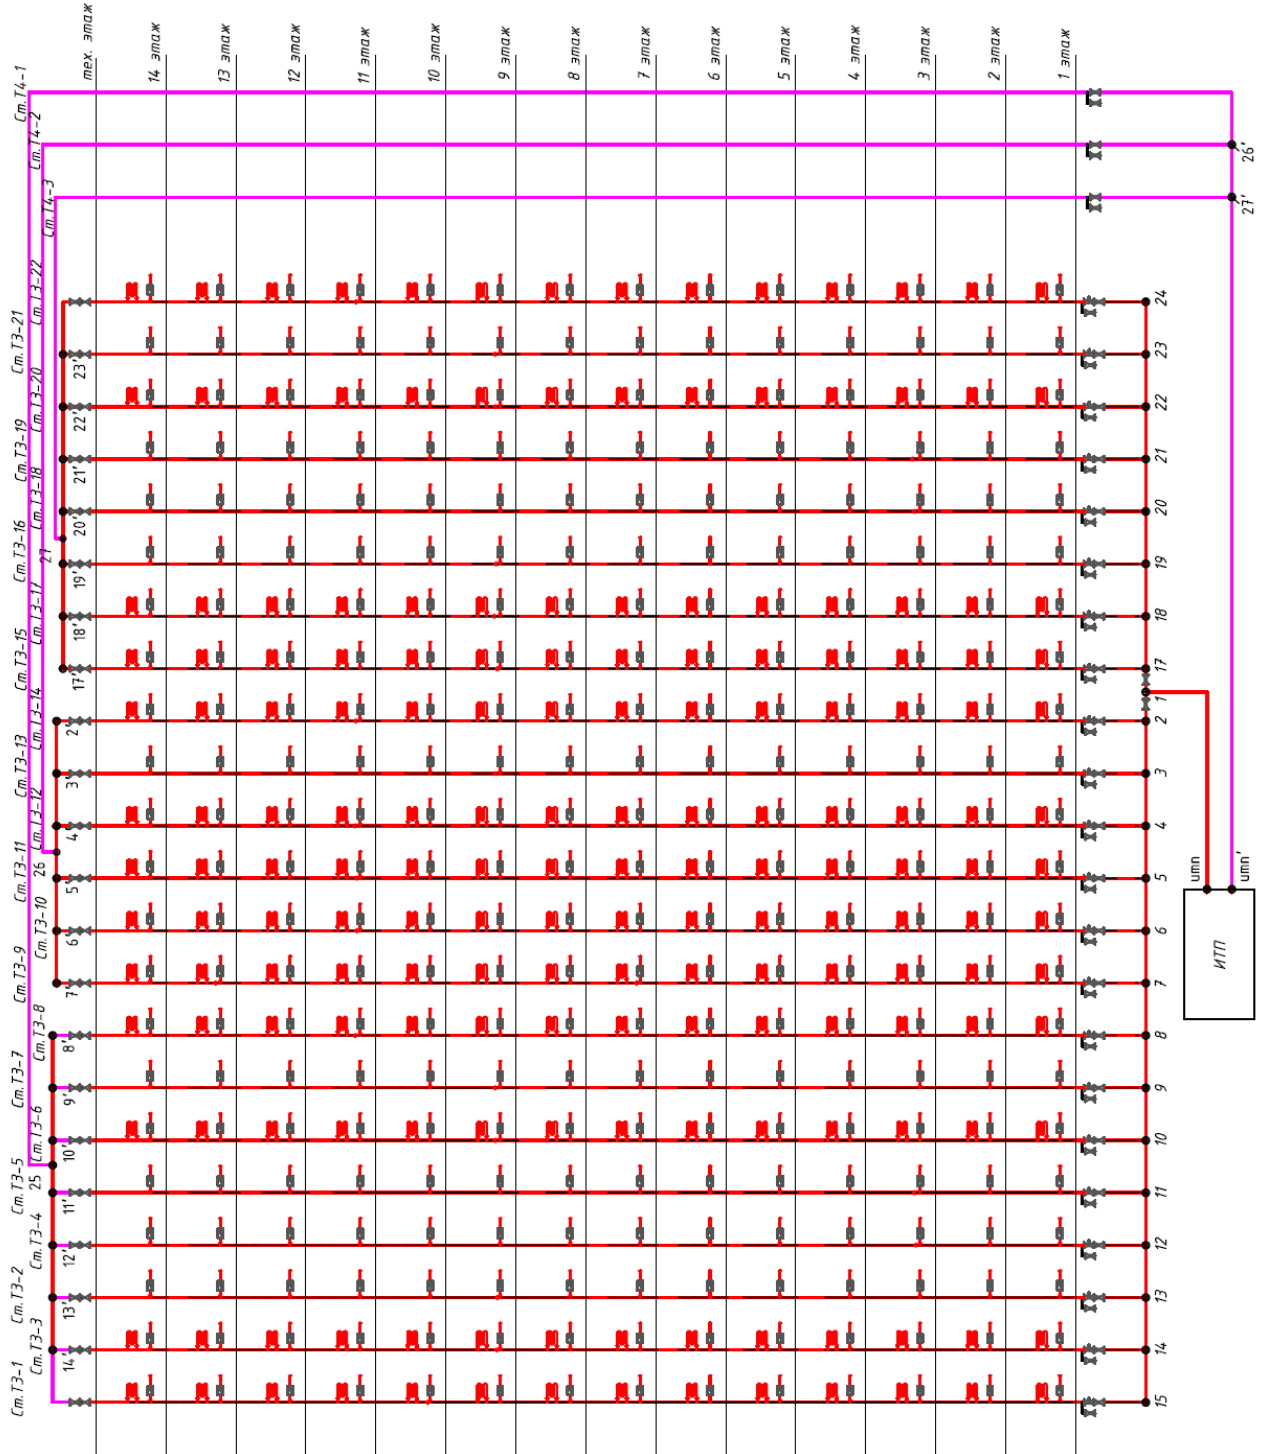 Ст.Т4-1
Ст.Т4-2
Ст.Т4-3
тех. этаж
14 этаж
13 этаж
12 этаж
11 этаж
10 этаж
9 этаж
8 этаж
7 этаж
6 этаж
5 этаж
4 этаж
3 этаж
2 этаж
1 этаж
26'
27'
Ст.Т3-22
Ст.Т3-21
Ст.Т3-20
Ст.Т3-19
Ст.Т3-18
Ст.Т3-16
Ст.Т3-17
Ст.Т3-15
Ст.Т3-14
Ст.Т3-13
Ст.Т3-12
Ст.Т3-11
Ст.Т3-10
Ст.Т3-9
Ст.Т3-8
Ст.Т3-7
Ст.Т3-6
Ст.Т3-5
Ст.Т3-4
Ст.Т3-2
Ст.Т3-3
Ст.Т3-1
27
26
25
23'
22'
21'
20'
19'
18'
17'
2'
3'
4'
5'
6'
7'
8'
9'
10'
11'
12'
13'
14'
24
23
22
21
20
19
18
17
1
2
3
4
5
6
7
8
9
10
11
12
13
14
15
итп
итп'
ИТП